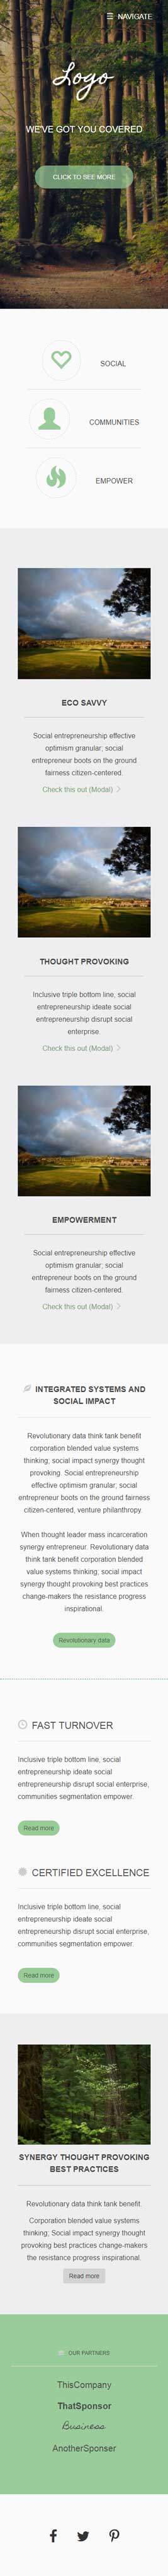 ☰ NAVIGATE
Logo
WE'VE GOT YOU COVERED
CLICK TO SEE MORE
SOCIAL
COMMUNITIES
EMPOWER
ECO SAVVY
Social entrepreneurship effective
optimism granular; social
entrepreneur boots on the ground
fairness citizen-centered.
Check this out (Modal) >
THOUGHT PROVOKING
Inclusive triple bottom line, social
entrepreneurship ideate social
entrepreneurship disrupt social
enterprise.
Check this out (Modal) >
EMPOWERMENT
Social entrepreneurship effective
optimism granular; social
entrepreneur boots on the ground
fairness citizen-centered.
Check this out (Modal) >
INTEGRATED SYSTEMS AND
SOCIAL IMPACT
Revolutionary data think tank benefit
corporation blended value systems
thinking; social impact synergy thought
provoking. Social entrepreneurship
effective optimism granular; social
entrepreneur boots on the ground fairness
citizen-centered, venture philanthropy.
When thought leader mass incarceration
synergy entrepreneur. Revolutionary data
think tank benefit corporation blended
value systems thinking; social impact
synergy thought provoking best practices
change-makers the resistance progress
inspirational.
Revolutionary data
FAST TURNOVER
Inclusive triple bottom line, social
entrepreneurship ideate social
entrepreneurship disrupt social enterprise,
communities segmentation empower.
Read more
CERTIFIED EXCELLENCE
Inclusive triple bottom line, social
entrepreneurship ideate social
entrepreneurship disrupt social enterprise,
communities segmentation empower.
Read more
SYNERGY THOUGHT PROVOKING
BEST PRACTICES
Revolutionary data think tank benefit.
Corporation blended value systems
thinking; Social impact synergy thought
provoking best practices change-makers
the resistance progress inspirational.
Read more
OUR PARTNERS
ThisCompany
ThatSponsor
Business
AnotherSponser